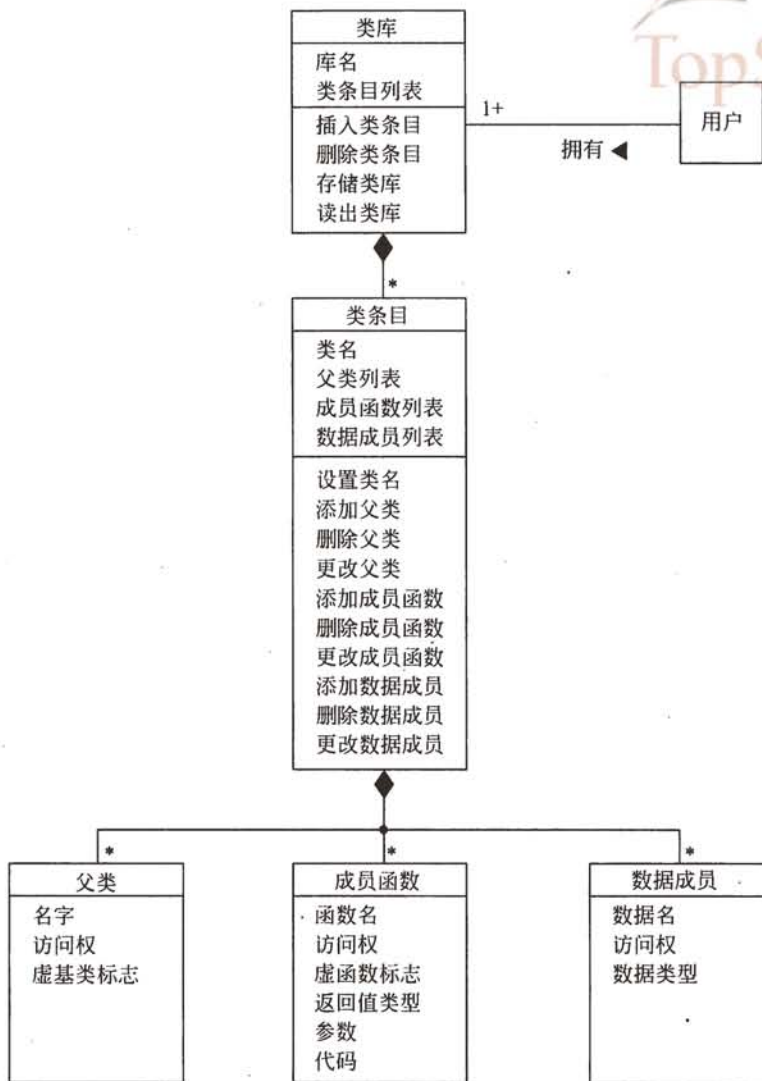 类库
TopS
库名
类条目列表
插入类条目
删除类条目
存储类库
读出类库
1+
拥有
用户
*
类条目
类名
父类列表
成员函数列表
数据成员列表
设置类名
添加父类
删除父类
更改父类
添加成员函数
删除成员函数
更改成员函数
添加数据成员
删除数据成员
更改数据成员
*
*
*
父类
名字
访问权
虚基类标志
成员函数
函数名
访问权
虚函数标志
返回值类型
参数
代码
数据成员
数据名
访问权
数据类型